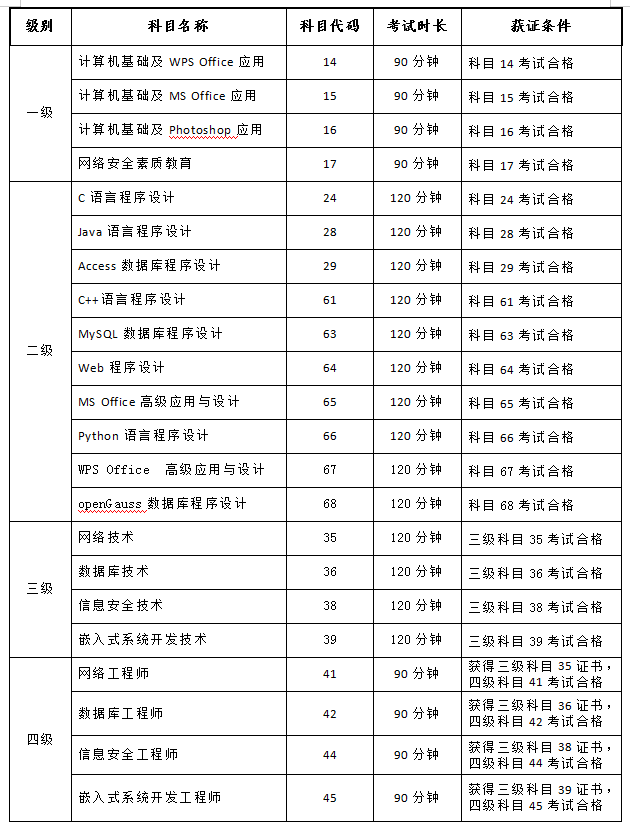 级别 科目名称 科目代码 考试时长 获证条件
一级
计算机基础及 WPS Office 应用 14 90 分钟 科目 14 考试合格
计算机基础及 MS Office 应用 15 90 分钟 科目 15 考试合格
计算机基础及 Photoshop 应用 16 90 分钟 科目 16 考试合格
网络安全素质教育 17 90 分钟 科目 17 考试合格
二级
C 语言程序设计 24 120 分钟 科目 24 考试合格
Java 语言程序设计 28 120 分钟 科目 28 考试合格
Access 数据库程序设计 29 120 分钟 科目 29 考试合格
C++语言程序设计 61 120 分钟 科目 61 考试合格
MySQL 数据库程序设计 63 120 分钟 科目 63 考试合格
Web 程序设计 64 120 分钟 科目 64 考试合格
MS Office 高级应用与设计 65 120 分钟 科目 65 考试合格
Python 语言程序设计 66 120 分钟 科目 66 考试合格
WPS Office 高级应用与设计 67 120 分钟 科目 67 考试合格
openGauss 数据库程序设计 68 120 分钟 科目 68 考试合格
三级
网络技术 35 120 分钟 三级科目 35 考试合格
数据库技术 36 120 分钟 三级科目 36 考试合格
信息安全技术 38 120 分钟 三级科目 38 考试合格
嵌入式系统开发技术 39 120 分钟 三级科目 39 考试合格
四级
网络工程师 41 90 分钟 获得三级科目 35 证书，
四级科目 41 考试合格
数据库工程师 42 90 分钟 获得三级科目 36 证书，
四级科目 42 考试合格
信息安全工程师 44 90 分钟 获得三级科目 38 证书，
四级科目 44 考试合格
嵌入式系统开发工程师 45 90 分钟 获得三级科目 39 证书，
四级科目 45 考试合格